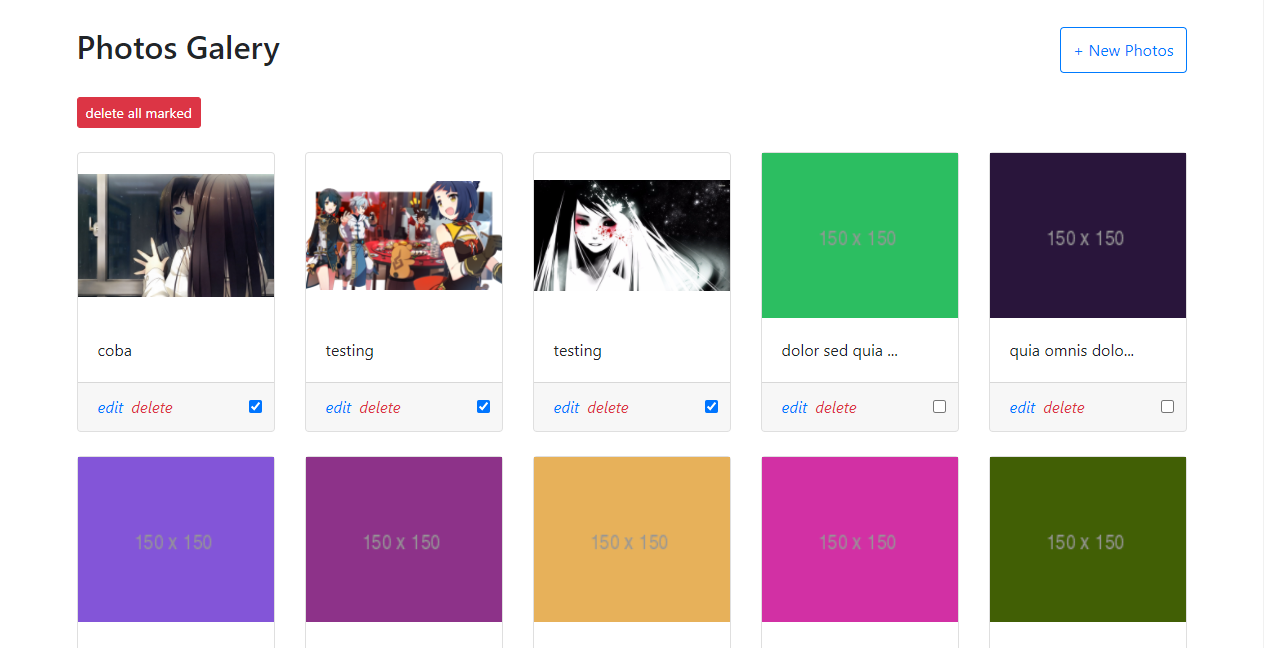 Photos Galery
+ New Photos
delete all marked
150 x 150
150 x 150
coba
testing
testing
dolor sed quia ...
quia omnis dolo...
edit delete
edit delete
edit delete
edit delete
edit delete
150 x 150
150 x 150
150 x 150
150 x 150
150 x 150